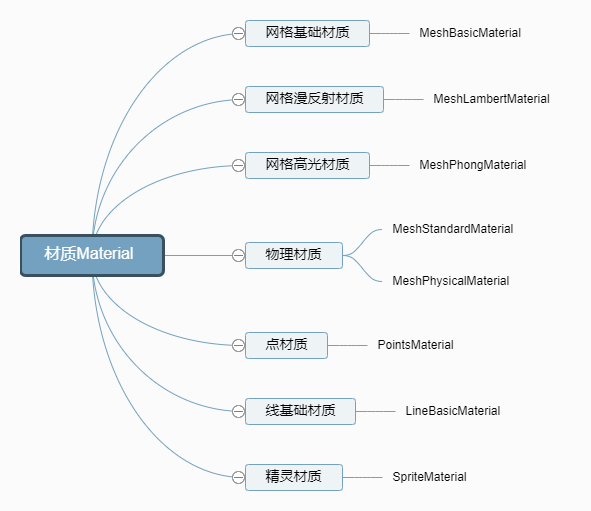 网格基础材质
MeshBasicMaterial
网格漫反射材质
MeshLambertMaterial
网格高光材质
MeshPhongMaterial
材质Material
物理材质
MeshStandardMaterial
MeshPhysicalMaterial
点材质
PointsMaterial
线基础材质
LineBasicMaterial
精灵材质
SpriteMaterial